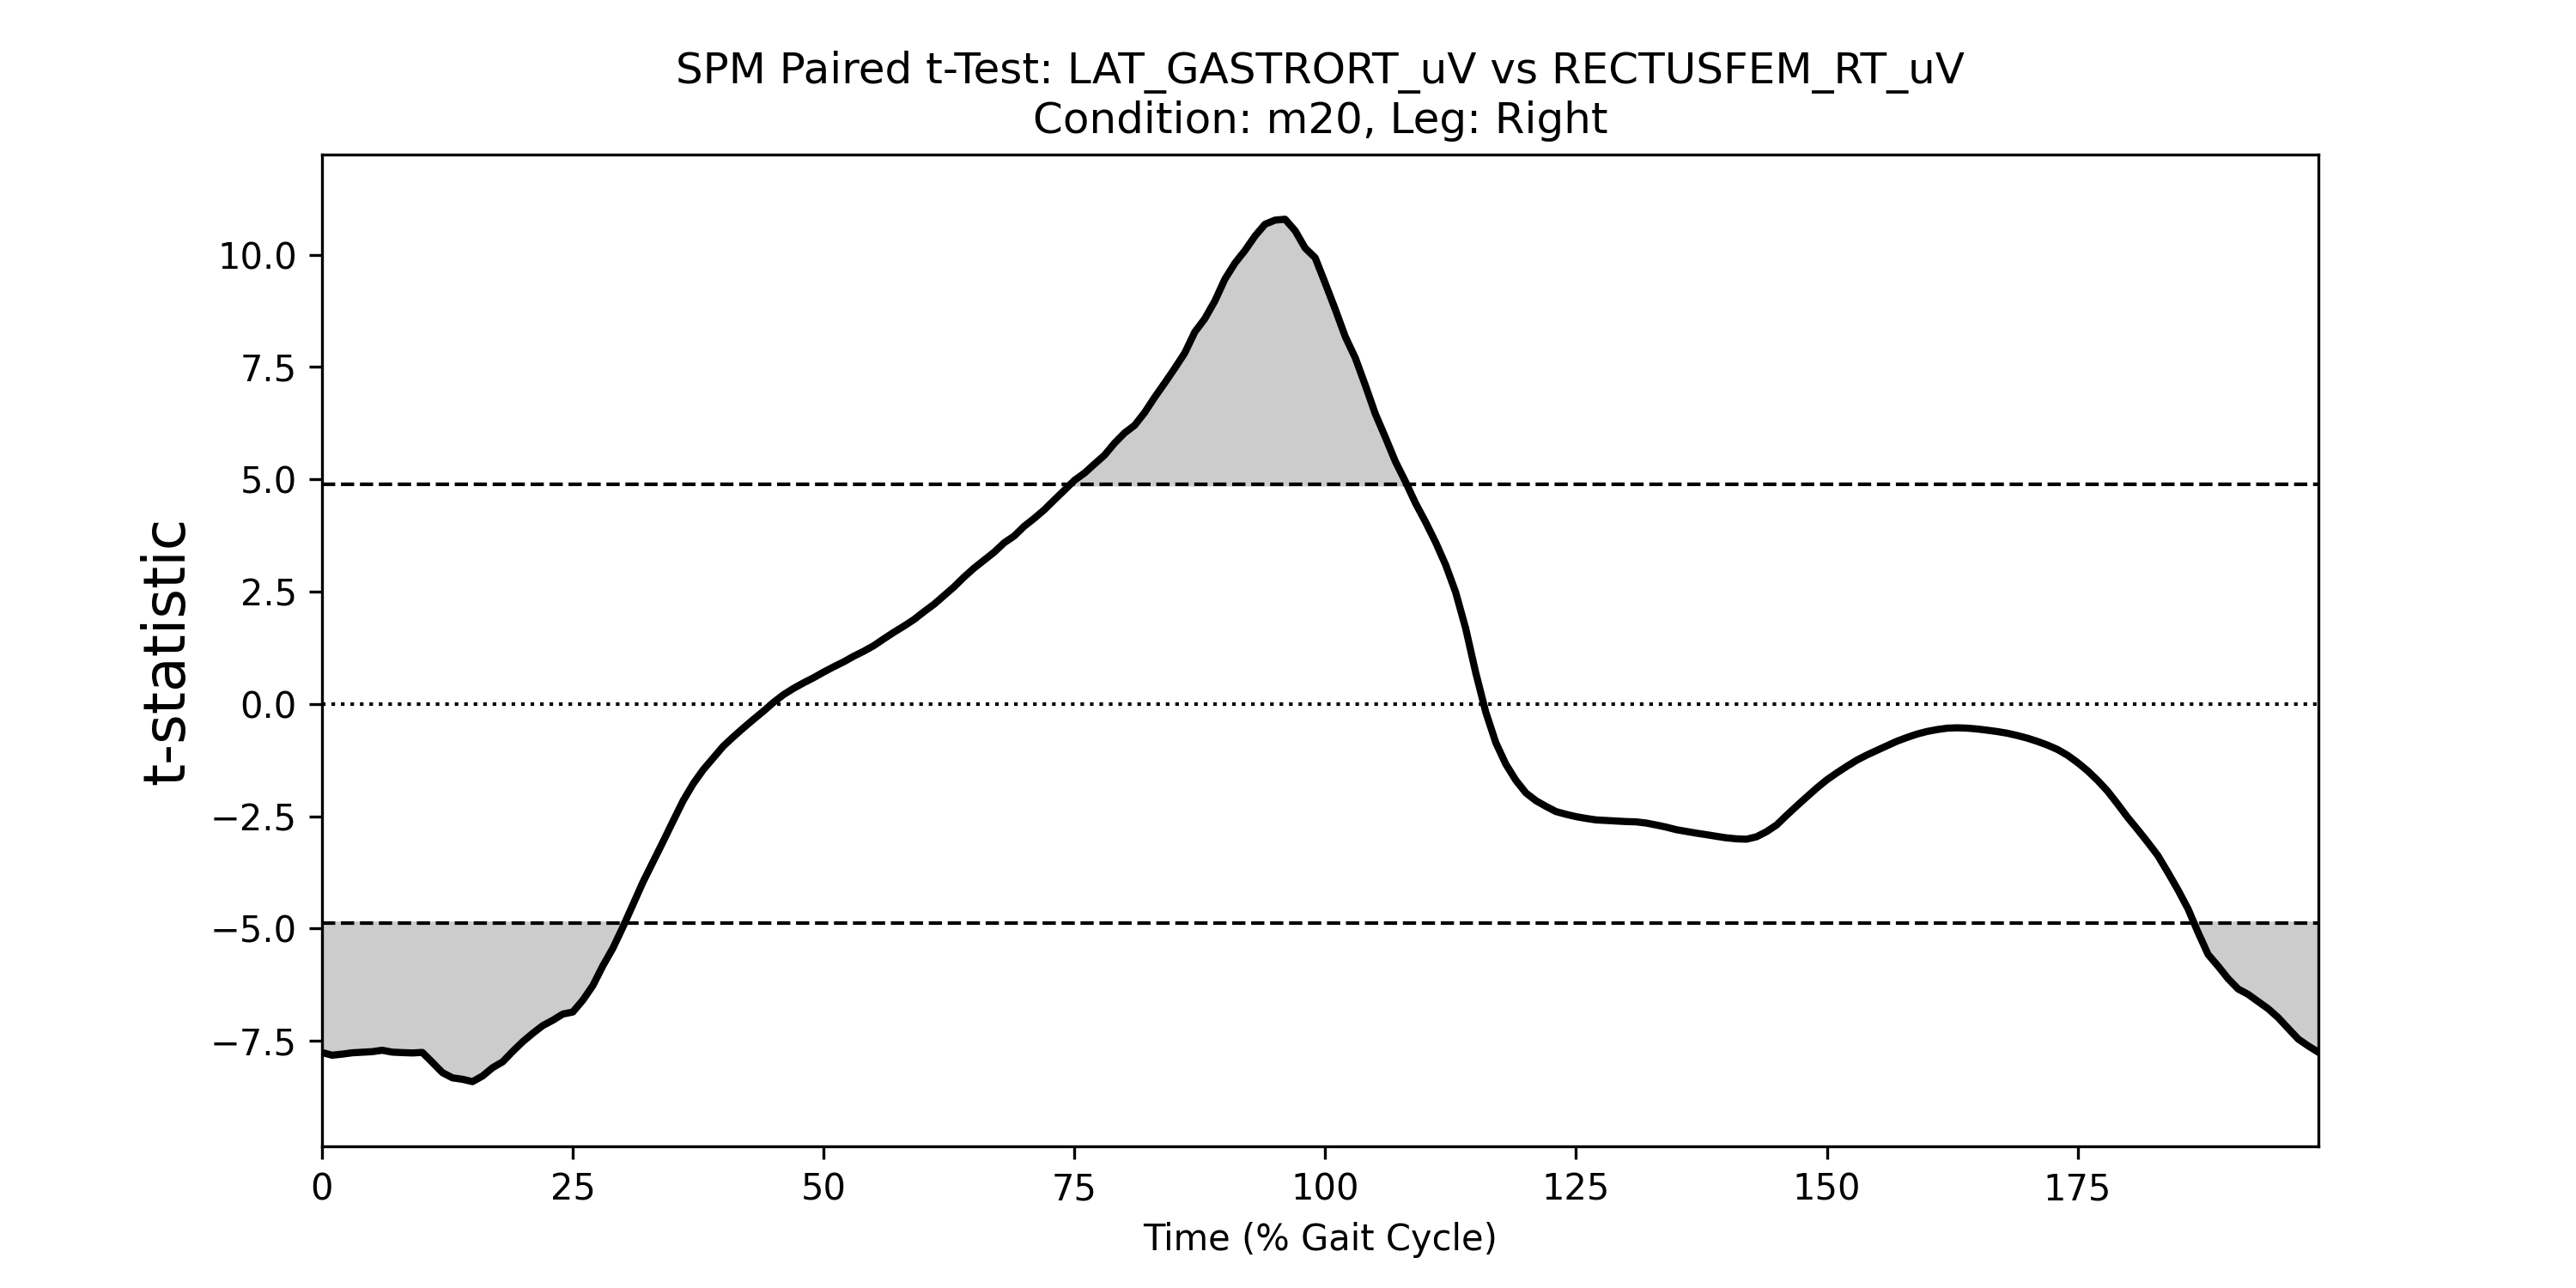 SPM Paired t-Test: LAT_GASTRORT_uV vs RECTUSFEM_RT_uV
Condition: m20, Leg: Right
10.0
7.5
5.0
2.5
0.0
−2.5
−5.0
−7.5
t-statistic
0 25 50 75 100 125 150 175
Time (% Gait Cycle)